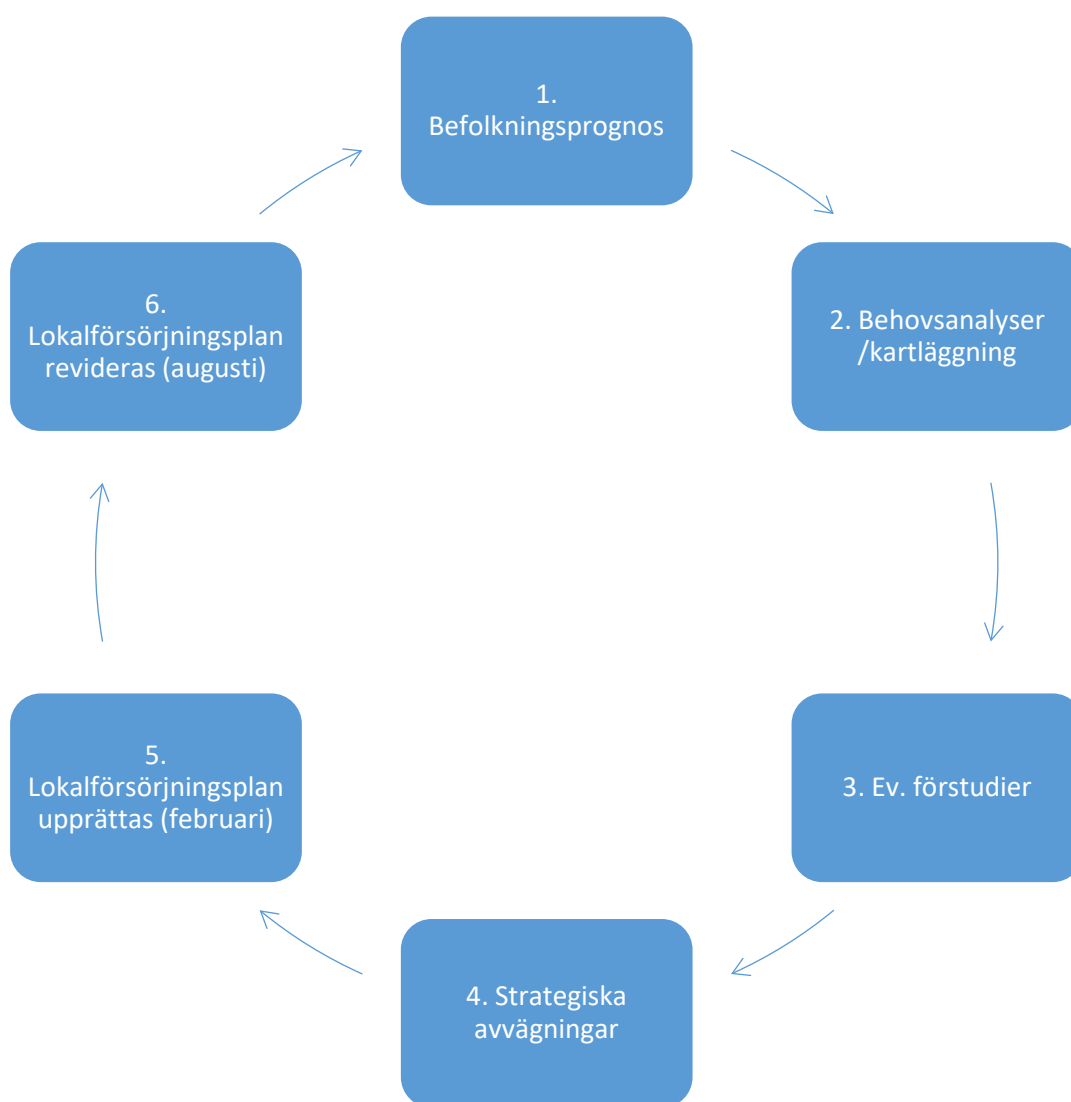 1.
Befolkningsprognos
2. Behovsanalyser
/kartläggning
3. Ev. förstudier
4. Strategiska
avvägningar
5.
Lokalförsörjningsplan
upprättas (februari)
6.
Lokalförsörjningsplan
revideras (augusti)